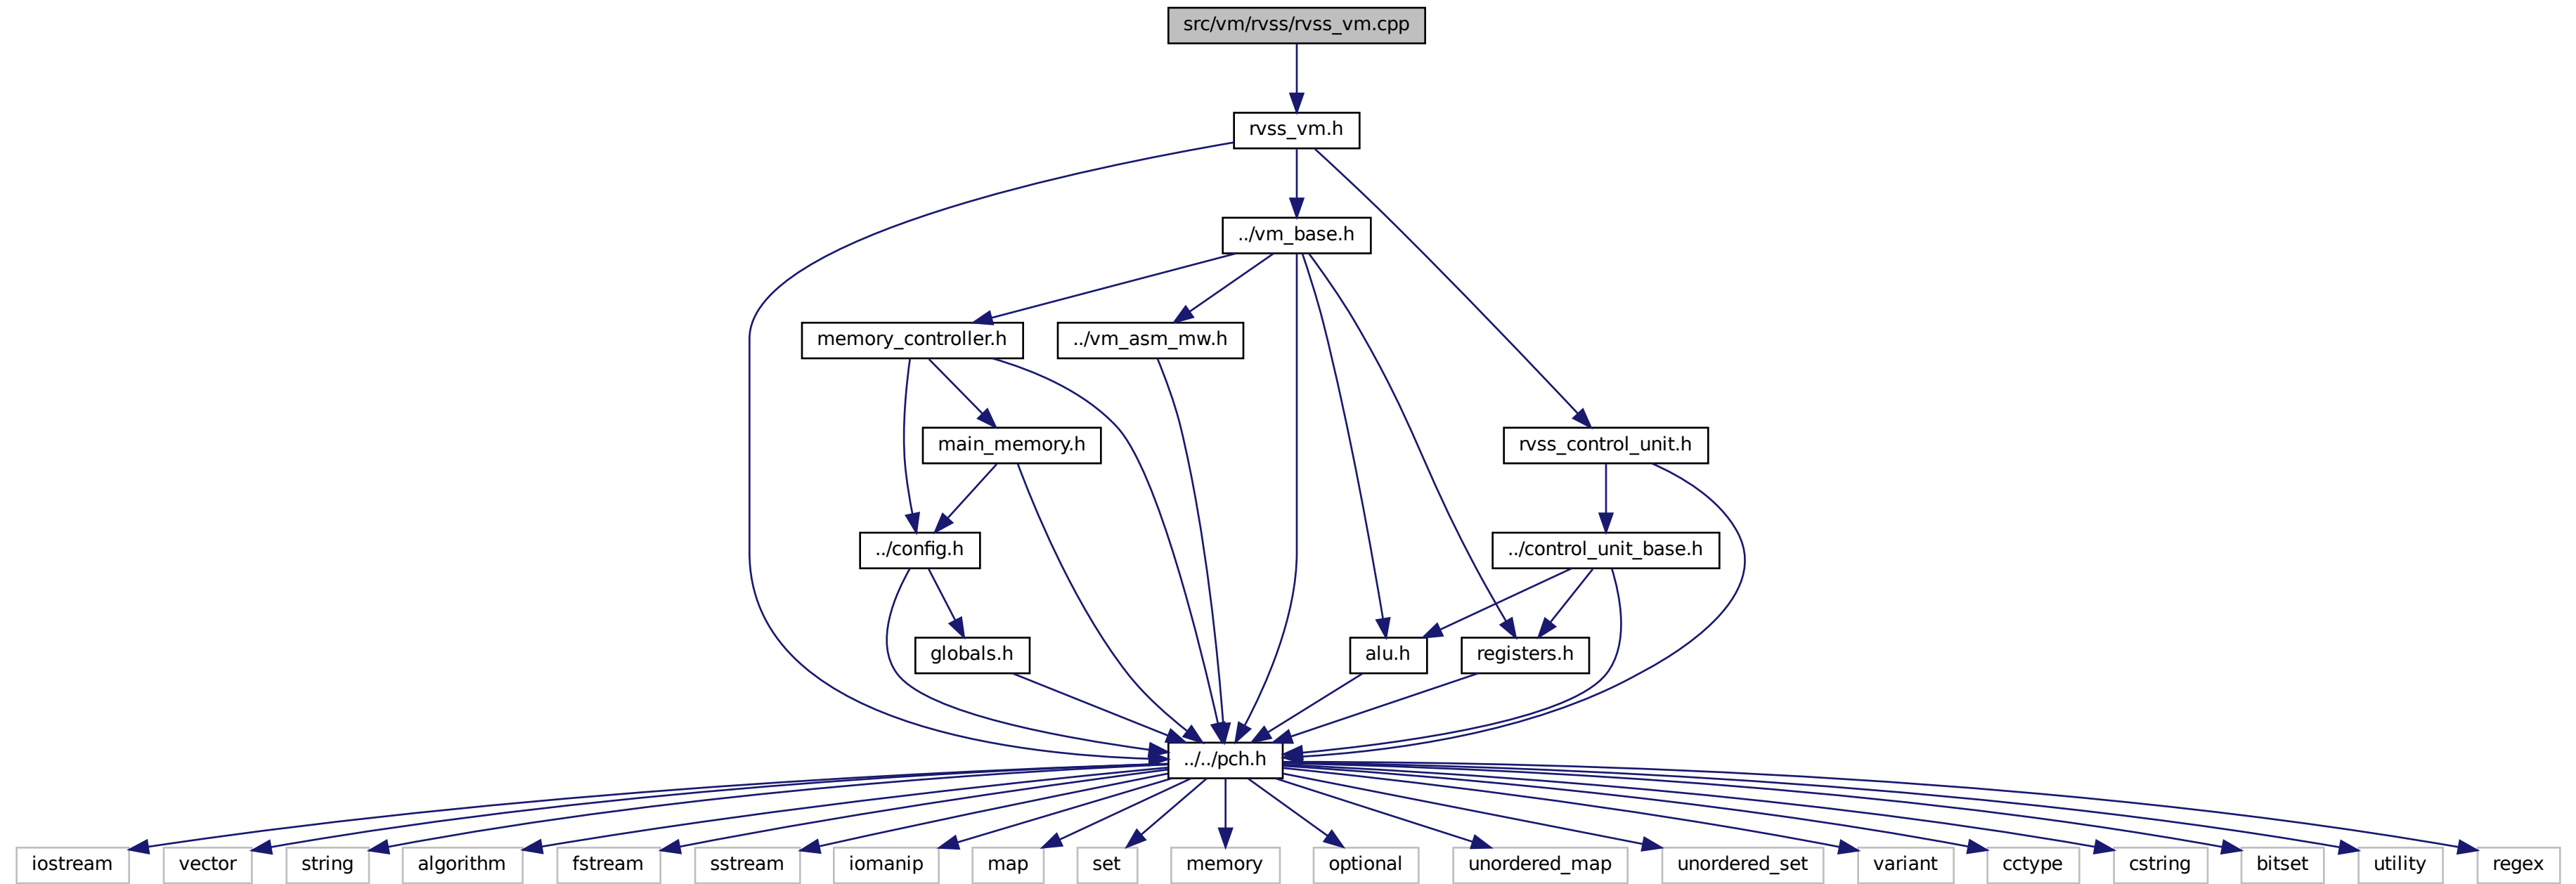 src/vm/rvss/rvss_vm.cpp
rvss_vm.h
../vm_base.h
memory_controller.h
../vm_asm_mw.h
main_memory.h
rvss_control_unit.h
../config.h
../control_unit_base.h
globals.h
alu.h
registers.h
../../pch.h
iostream
vector
string
algorithm
fstream
sstream
iomanip
map
set
memory
optional
unordered_map
unordered_set
variant
cctype
cstring
bitset
utility
regex